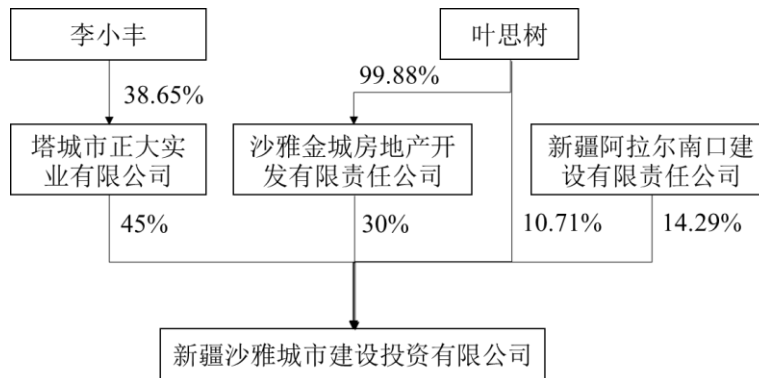 李小丰
叶思树
99.88%
38.65%
塔城市正大实
业有限公司
沙雅金城房地产开
发有限责任公司
新疆阿拉尔南口建
设有限责任公司
45%
30%
10.71%
14.29%
新疆沙雅城市建设投资有限公司